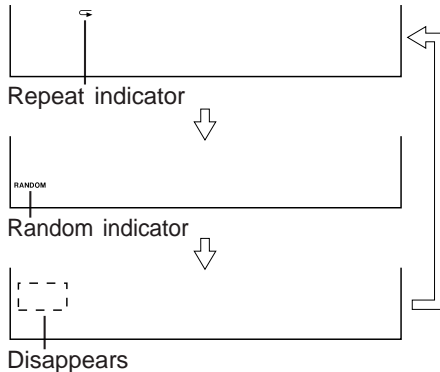 Repeat indicator
RANDOM
Random indicator
Disappears